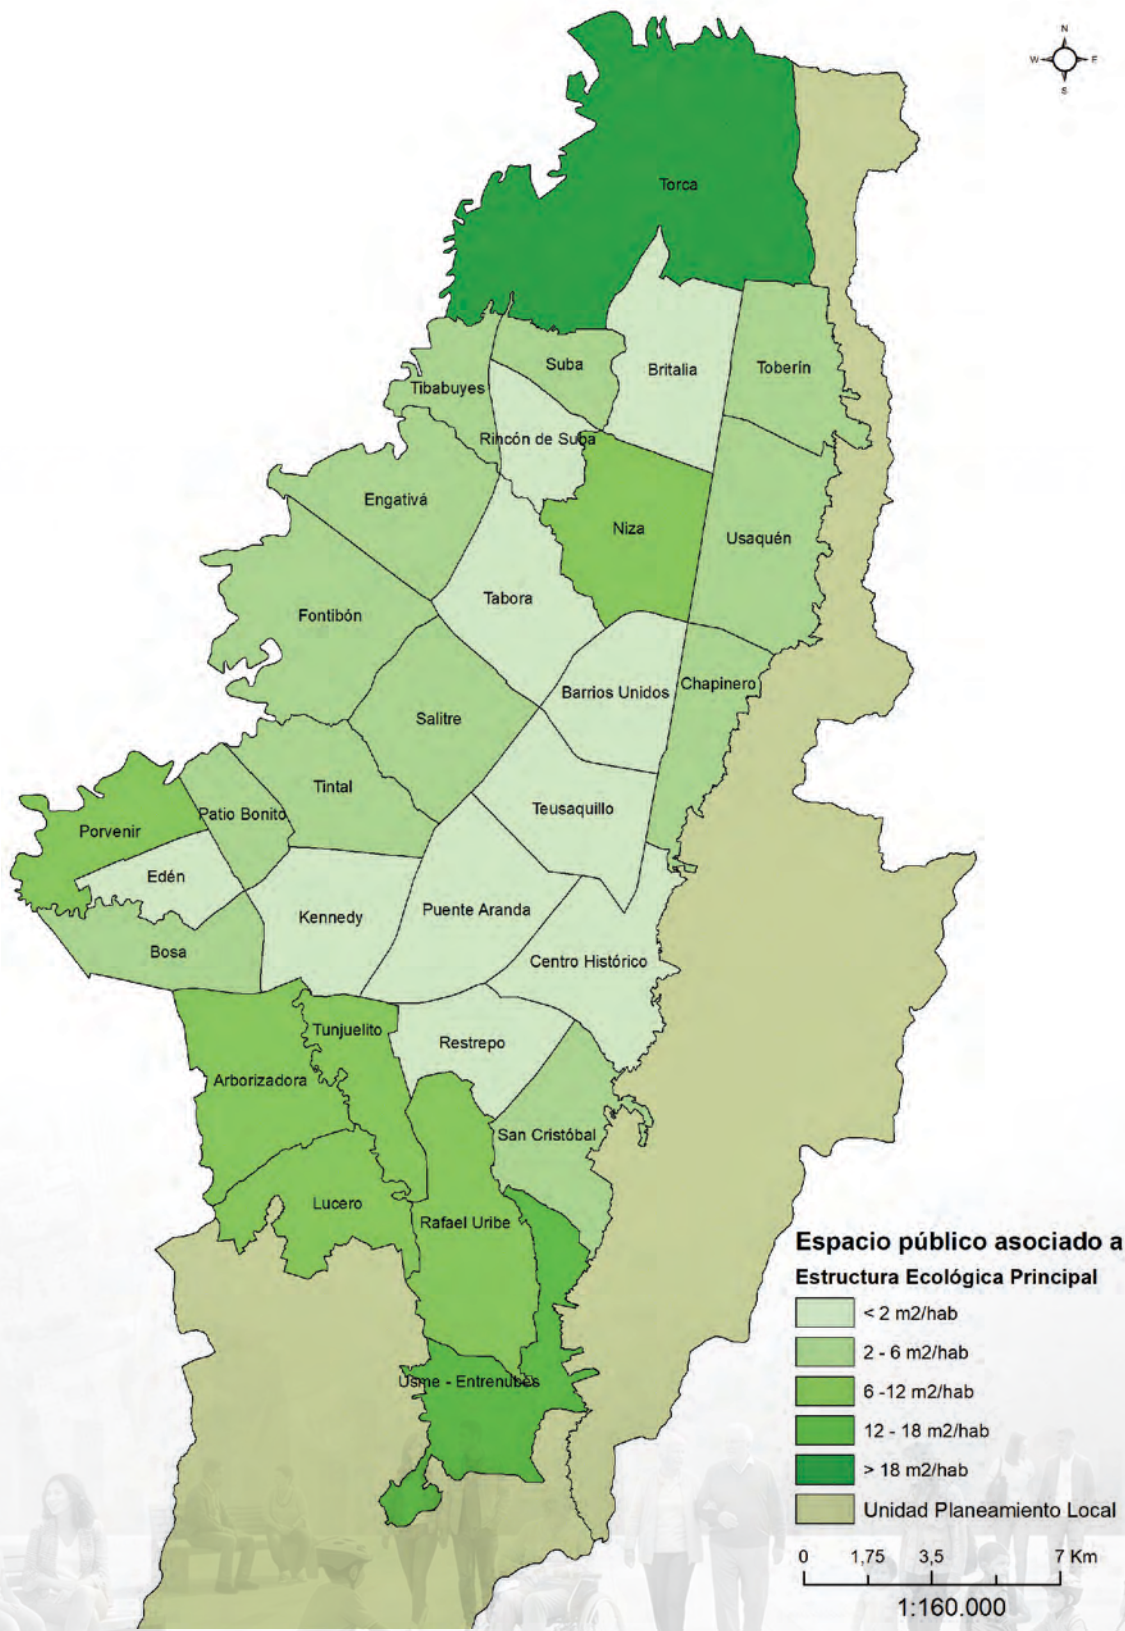 N
W E
S
Torca
Suba
Britalia
Toberín
Tibabuyes
Rincón de Suba
Engativá
Niza
Usaquén
Tabora
Fontibón
Barrios Unidos
Chapinero
Salitre
Tintal
Teusaquillo
Patio Bonito
Porvenir
Edén
Kennedy
Puente Aranda
Bosa
Centro Histórico
Tunjuelito
Restrepo
Arborizadora
San Cristóbal
Lucero
Rafael Uribe
Usme - Entrenubes
Espacio público asociado a
Estructura Ecológica Principal
< 2 m2/hab
2 - 6 m2/hab
6 -12 m2/hab
12 - 18 m2/hab
> 18 m2/hab
Unidad Planeamiento Local
0 1,75 3,5 7 Km
1:160.000